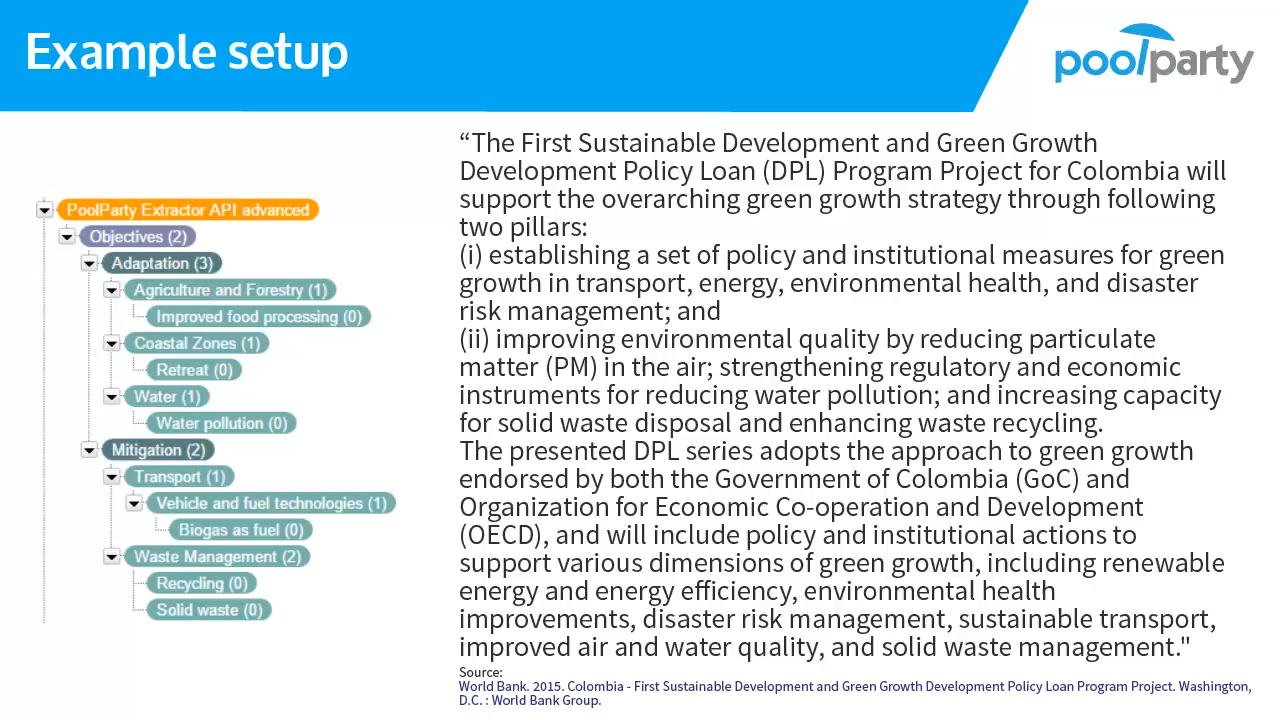 Example setup
poolparty
PoolParty Extractor API advanced
Objectives (2)
Adaptation (3)
Agriculture and Forestry (1)
Improved food processing (0)
Coastal Zones (1)
Retreat (0)
Water (1)
Water pollution (0)
Mitigation (2)
Transport (1)
Vehicle and fuel technologies (1)
Biogas as fuel (0)
Waste Management (2)
Recycling (0)
Solid waste (0)
“The First Sustainable Development and Green Growth
Development Policy Loan (DPL) Program Project for Colombia will
support the overarching green growth strategy through following
two pillars:
(i) establishing a set of policy and institutional measures for green
growth in transport, energy, environmental health, and disaster
risk management; and
(ii) improving environmental quality by reducing particulate
matter (PM) in the air; strengthening regulatory and economic
instruments for reducing water pollution; and increasing capacity
for solid waste disposal and enhancing waste recycling.
The presented DPL series adopts the approach to green growth
endorsed by both the Government of Colombia (GoC) and
Organization for Economic Co-operation and Development
(OECD), and will include policy and institutional actions to
support various dimensions of green growth, including renewable
energy and energy efficiency, environmental health
improvements, disaster risk management, sustainable transport,
improved air and water quality, and solid waste management."
Source:
World Bank. 2015. Colombia - First Sustainable Development and Green Growth Development Policy Loan Program Project. Washington,
D.C. : World Bank Group.